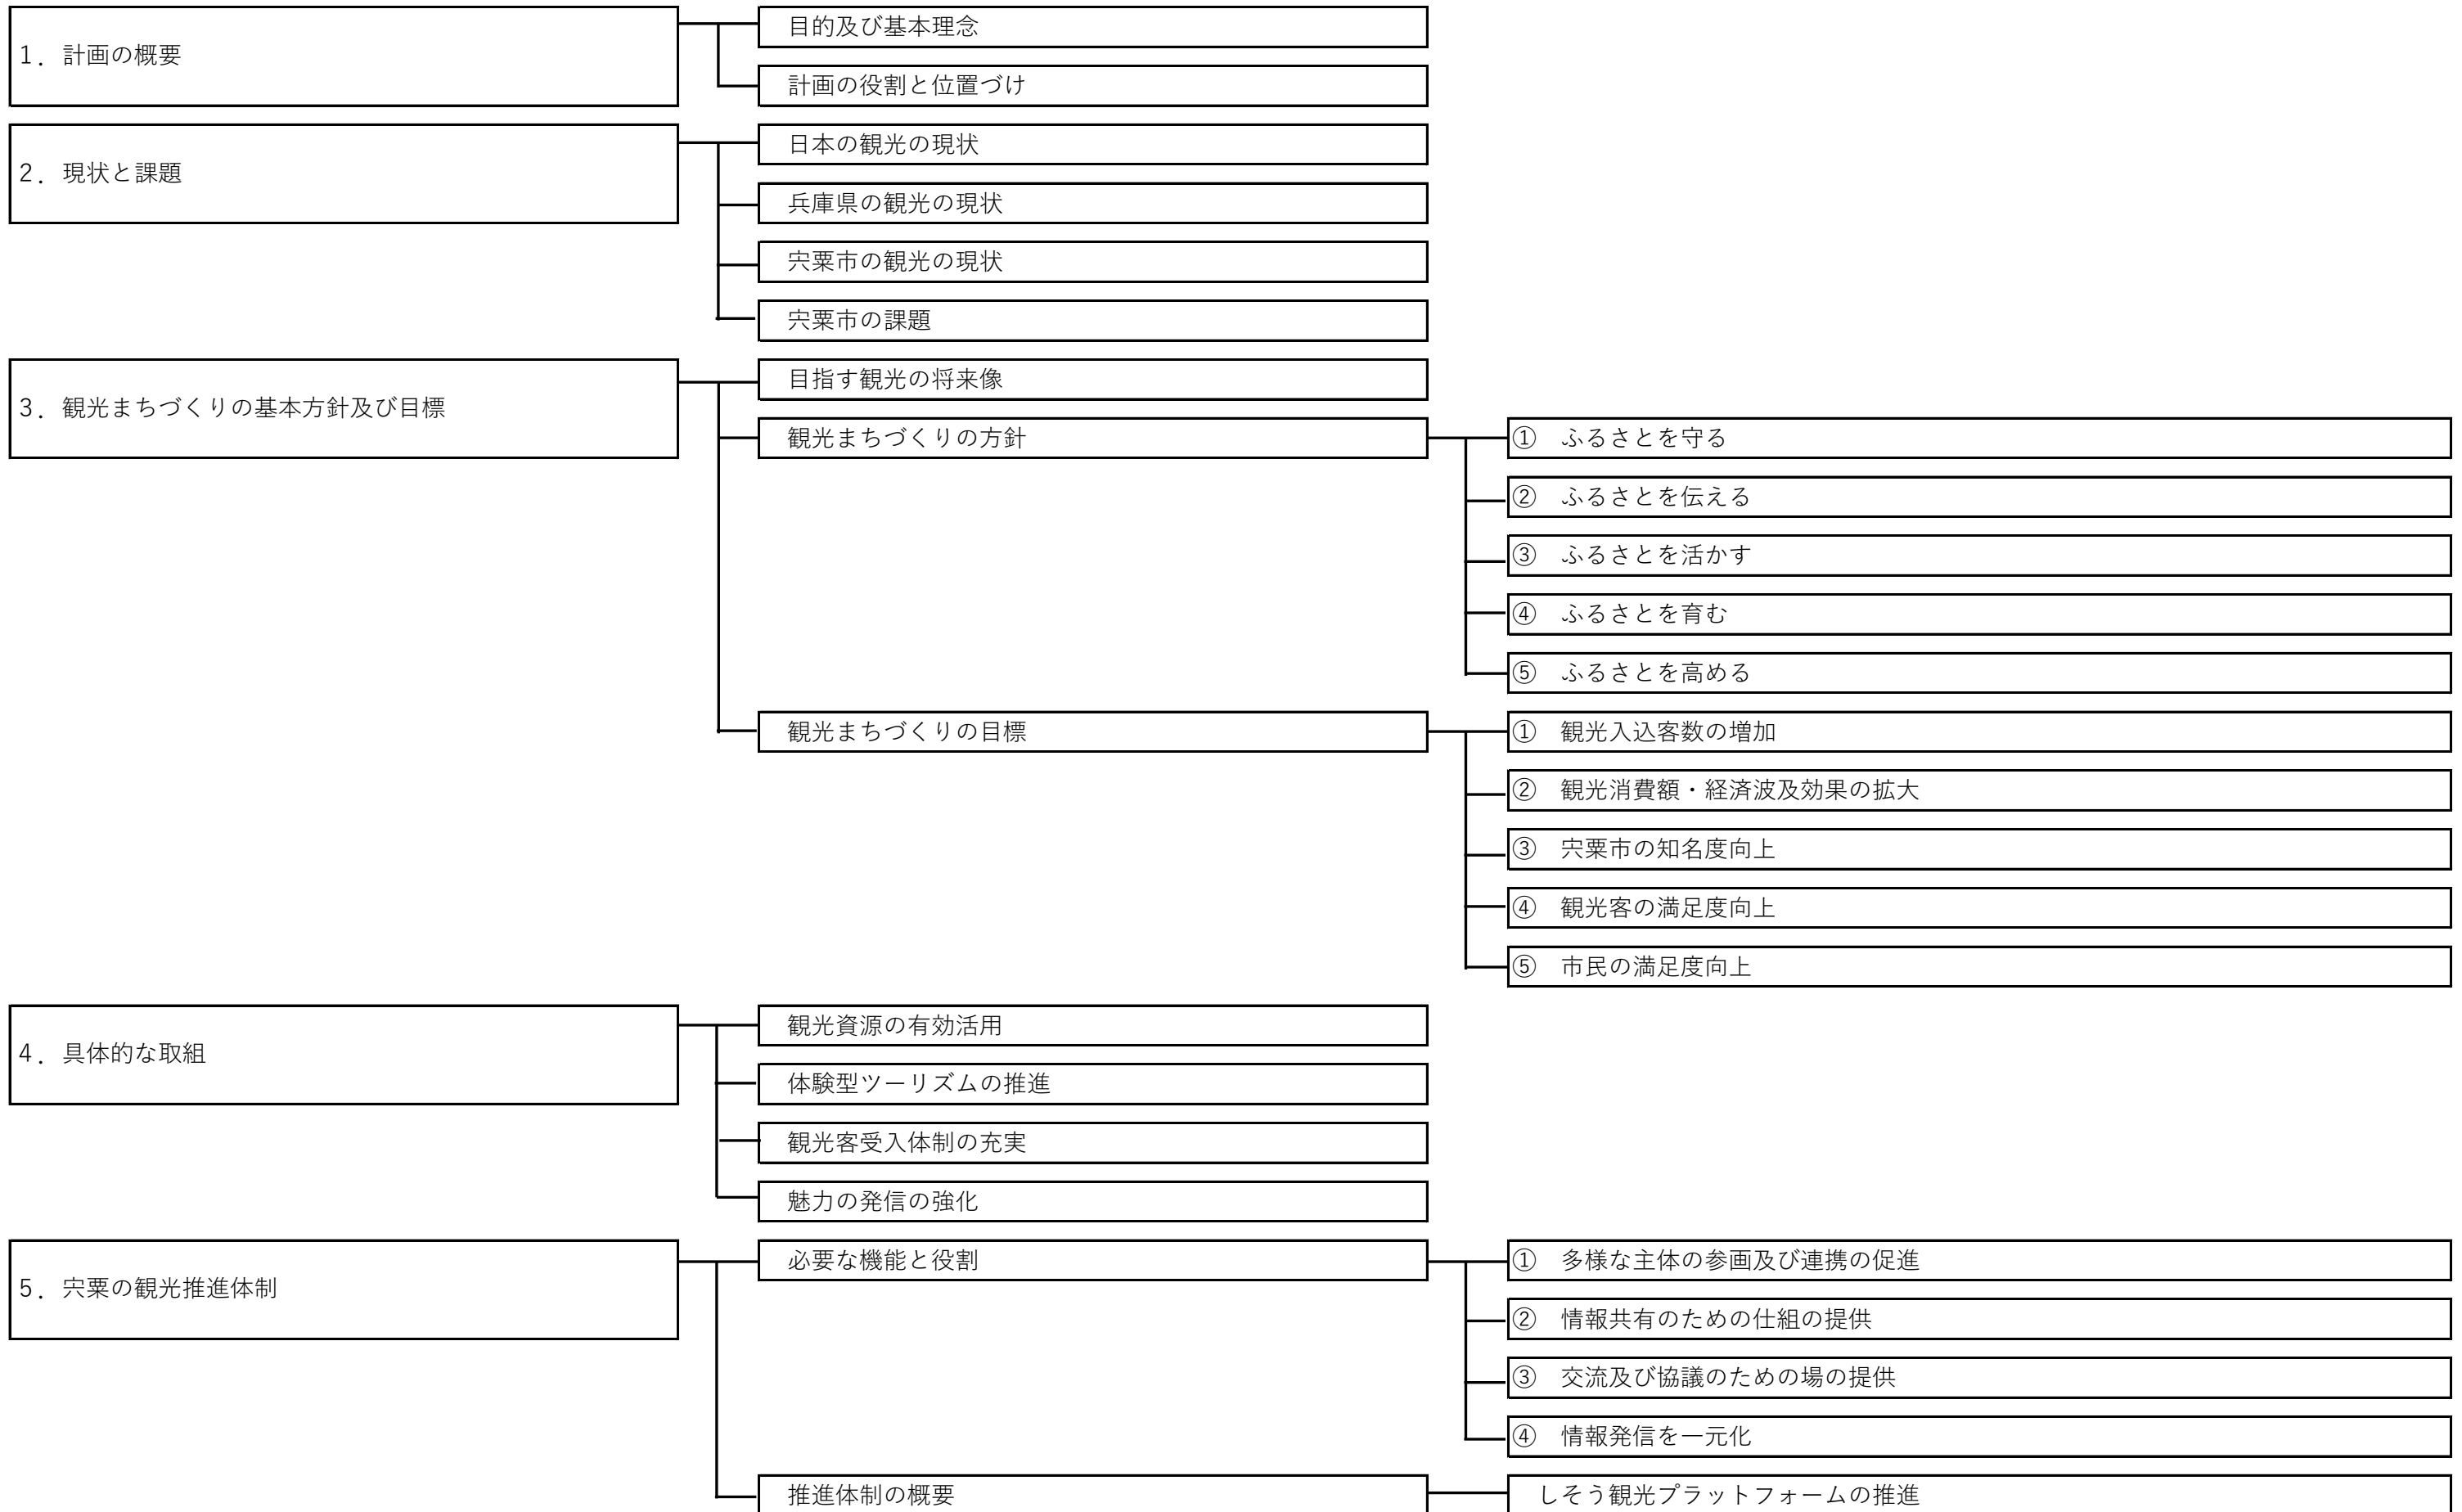 １．計画の概要
目的及び基本理念
計画の役割と位置づけ
２．現状と課題
日本の観光の現状
兵庫県の観光の現状
宍粟市の観光の現状
宍粟市の課題
３．観光まちづくりの基本方針及び目標
目指す観光の将来像
観光まちづくりの方針
①　ふるさとを守る
②　ふるさとを伝える
③　ふるさとを活かす
④　ふるさとを育む
⑤　ふるさとを高める
観光まちづくりの目標
①　観光入込客数の増加
②　観光消費額・経済波及効果の拡大
③　宍粟市の知名度向上
④　観光客の満足度向上
⑤　市民の満足度向上
４．具体的な取組
観光資源の有効活用
体験型ツーリズムの推進
観光客受入体制の充実
魅力の発信の強化
５．宍粟の観光推進体制
必要な機能と役割
①　多様な主体の参画及び連携の促進
②　情報共有のための仕組の提供
③　交流及び協議のための場の提供
④　情報発信を一元化
推進体制の概要
しそう観光プラットフォームの推進